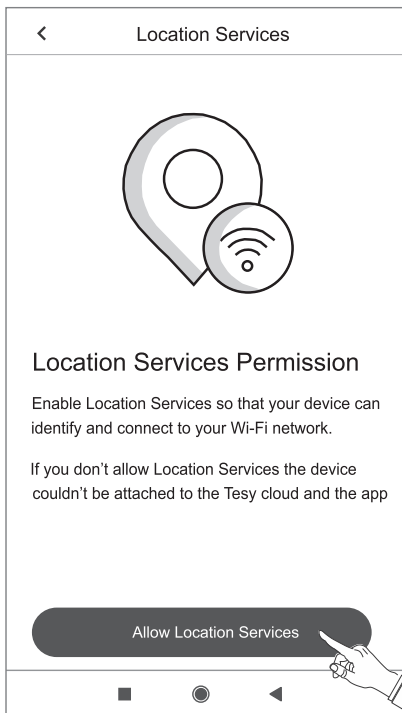 Location Services
Location Services Permission
Enable Location Services so that your device can
identify and connect to your Wi-Fi network.
If you don't allow Location Services the device
couldn't be attached to the Tesy cloud and the app
Allow Location Services